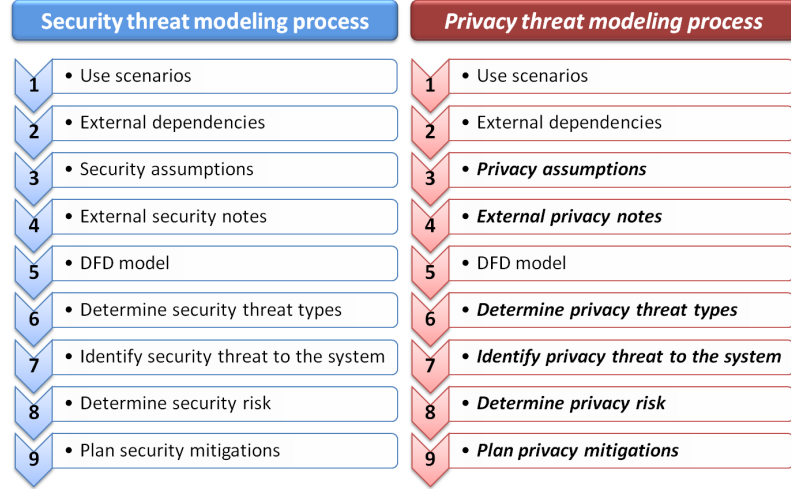 Security threat modeling process
1 • Use scenarios
2 • External dependencies
3 • Security assumptions
4 • External security notes
5 • DFD model
6 • Determine security threat types
7 • Identify security threat to the system
8 • Determine security risk
9 • Plan security mitigations
Privacy threat modeling process
1 • Use scenarios
2 • External dependencies
3 • Privacy assumptions
4 • External privacy notes
5 • DFD model
6 • Determine privacy threat types
7 • Identify privacy threat to the system
8 • Determine privacy risk
9 • Plan privacy mitigations